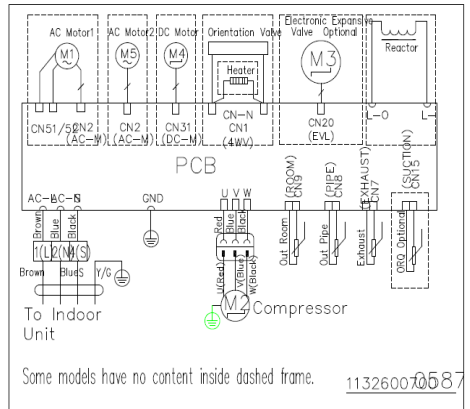 AC Motor1 AC Motor2 DC Motor Orientation Valve Electronic Expansive
Valve Optional
Reactor
M1 M5 M4 M3
Heater
CN51/52 CN2 CN2 CN31 CN-N CN20 L-O L-I
(AC-M) (AC-M) (DC-M) CN1 (EVL)
(4WV)
PCB
(ROOM) (PIPE) (EXHAUST) (SUCTION)
CN9 CN8 CN7 CN15
AC-L AC-N S GND U V W
Brown Blue Black Red Blue Black
Out Room Out Pipe Exhaust ORQ Optional
1(L) 2(N) 4(S)
Brown Blue S Y/G
U(Red) V(Blue) W(Black)
M2 Compressor
To Indoor
Unit
Some models have no content inside dashed frame.